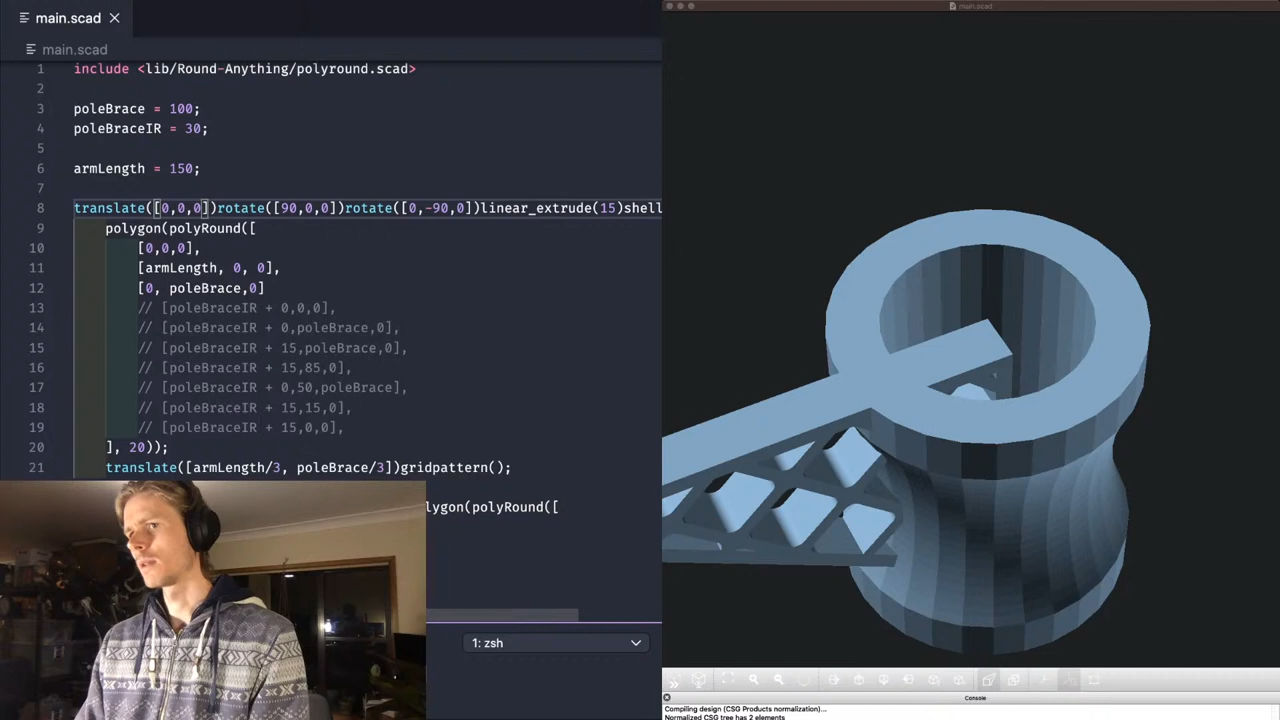 main.scad
main.scad
main.scad
1 include <lib/Round-Anything/polyround.scad>
2
3 poleBrace = 100;
4 poleBraceIR = 30;
5
6 armLength = 150;
7
8 translate([0,0,0])rotate([90,0,0])rotate([0,-90,0])linear_extrude(15)shell
9 polygon(polyRound([
10 [0,0,0],
11 [armLength, 0, 0],
12 [0, poleBrace,0]
13 // [poleBraceIR + 0,0,0],
14 // [poleBraceIR + 0,poleBrace,0],
15 // [poleBraceIR + 15,poleBrace,0],
16 // [poleBraceIR + 15,85,0],
17 // [poleBraceIR + 0,50,poleBrace],
18 // [poleBraceIR + 15,15,0],
19 // [poleBraceIR + 15,0,0],
20 ], 20));
21 translate([armLength/3, poleBrace/3])gridpattern();
lygon(polyRound([
1: zsh
Console
Compiling design (CSG Products normalization)...
Normalized CSG tree has 2 elements